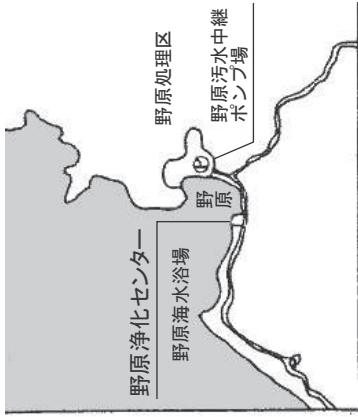 野原処理区
野原汚水中継
ポンプ場
野原
野原浄化センター
野原海水浴場